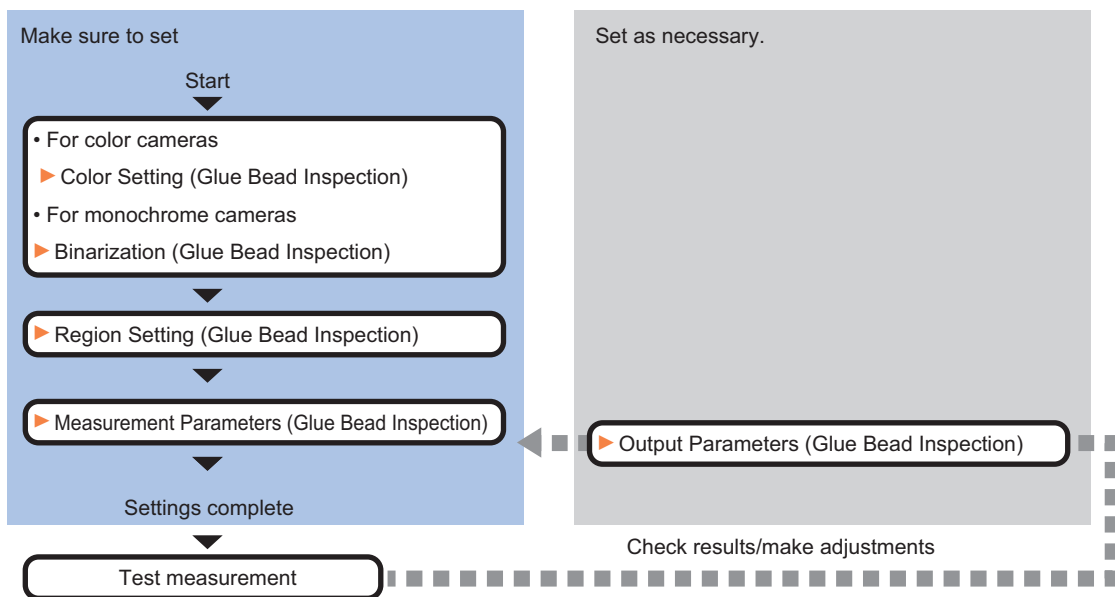 Make sure to set
Start
• For color cameras
Color Setting (Glue Bead Inspection)
• For monochrome cameras
Binarization (Glue Bead Inspection)
Region Setting (Glue Bead Inspection)
Measurement Parameters (Glue Bead Inspection)
Settings complete
Test measurement
Set as necessary.
Output Parameters (Glue Bead Inspection)
Check results/make adjustments